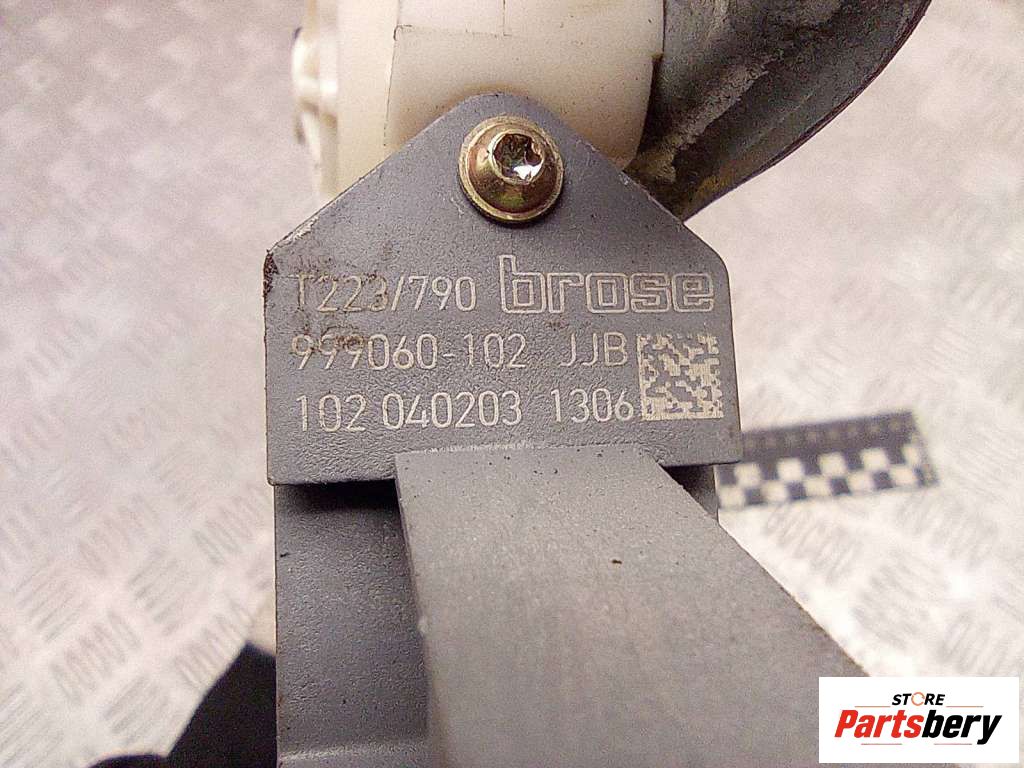 T223/790 brose
999060-102 JJB
102 040203 1306
STORE
Partsbery